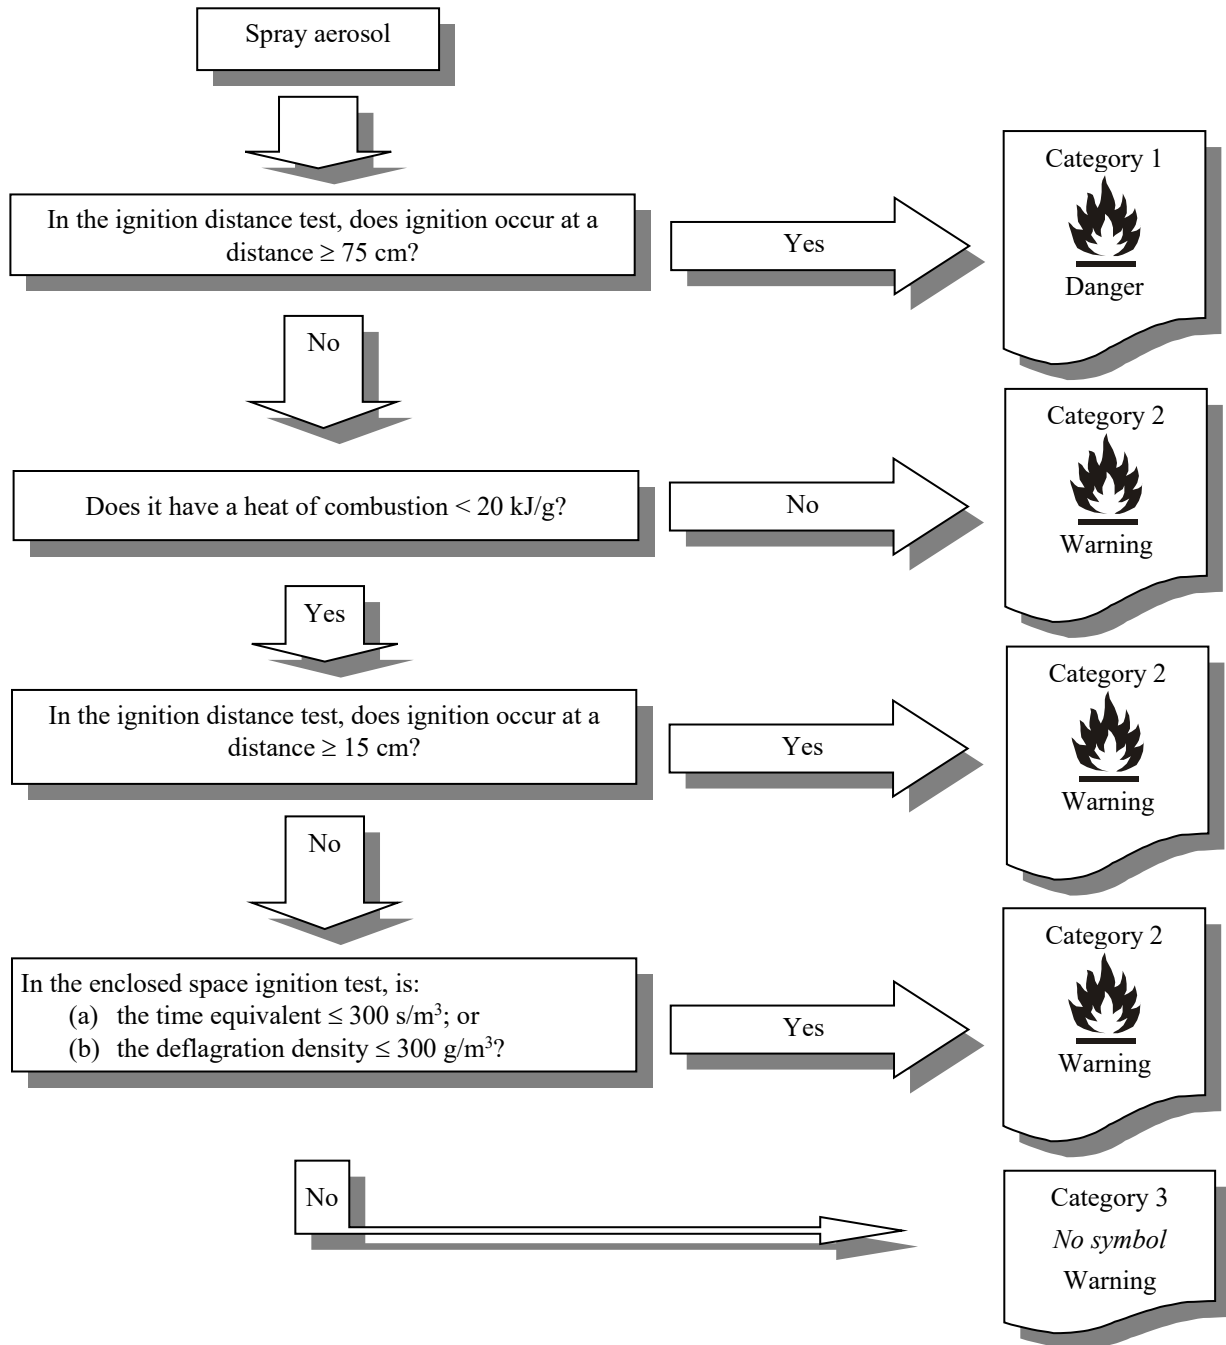 Spray aerosol
Category 1
Danger
In the ignition distance test, does ignition occur at a
distance ≥ 75 cm?
Yes
No
Category 2
Warning
Does it have a heat of combustion < 20 kJ/g?
No
Yes
Category 2
Warning
In the ignition distance test, does ignition occur at a
distance ≥ 15 cm?
Yes
No
Category 2
Warning
In the enclosed space ignition test, is:
(a) the time equivalent ≤ 300 s/m³; or
(b) the deflagration density ≤ 300 g/m³?
Yes
No
Category 3
No symbol
Warning